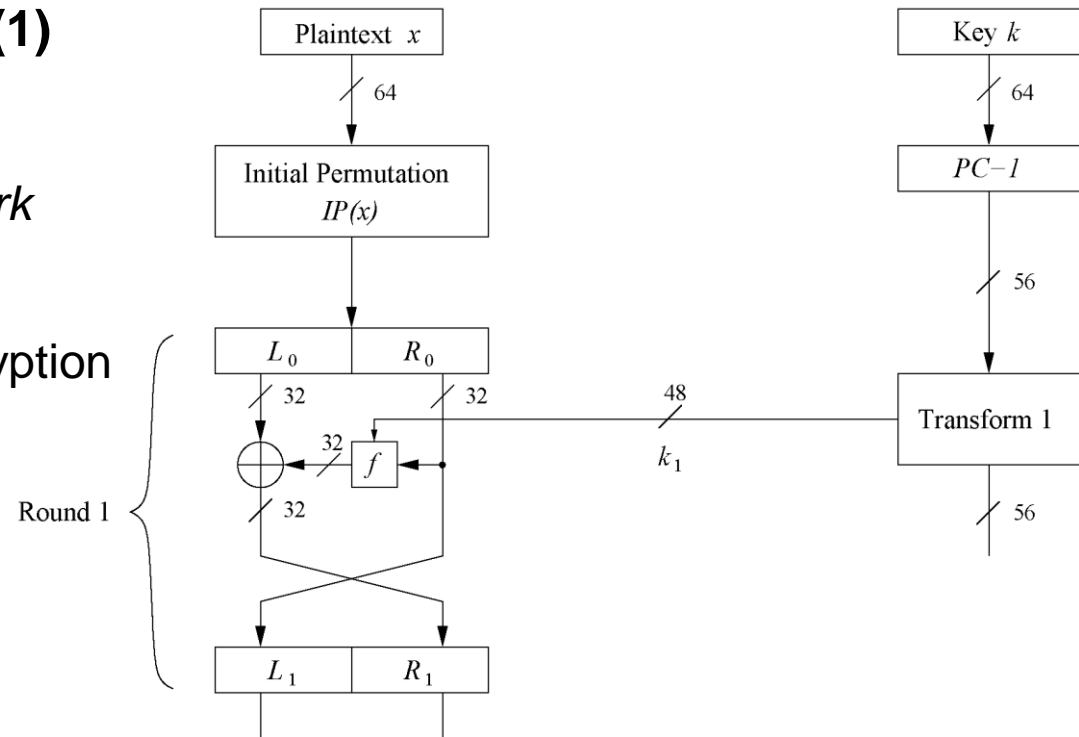 (1)
rk
yption
Plaintext x
64
Initial Permutation
IP(x)
L0 R0
32 32
32
f
32
Round 1
L1 R1
48
k1
Key k
64
PC−1
56
Transform 1
56